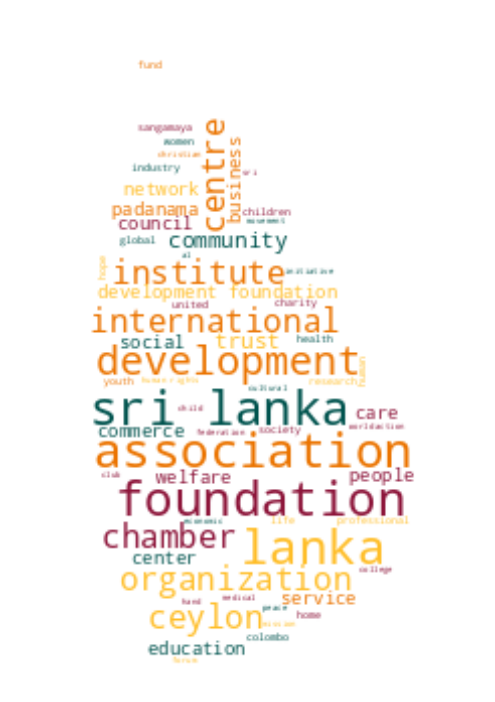 fund
sangamaya
women
christian
industry
centre
business
sri
network
padanama
children
council
movement
global
community
al
hope
institute
initiative
development foundation
united
charity
international
social
trust
health
development
youth
human rights
research
human
cultural
sri lanka
child
care
commerce
federation
society
worldaction
association
club
welfare
people
foundation
economic
life
professional
chamber
lanka
center
college
organization
hand
medical
service
ceylon
peace
home
mission
colombo
education
forum